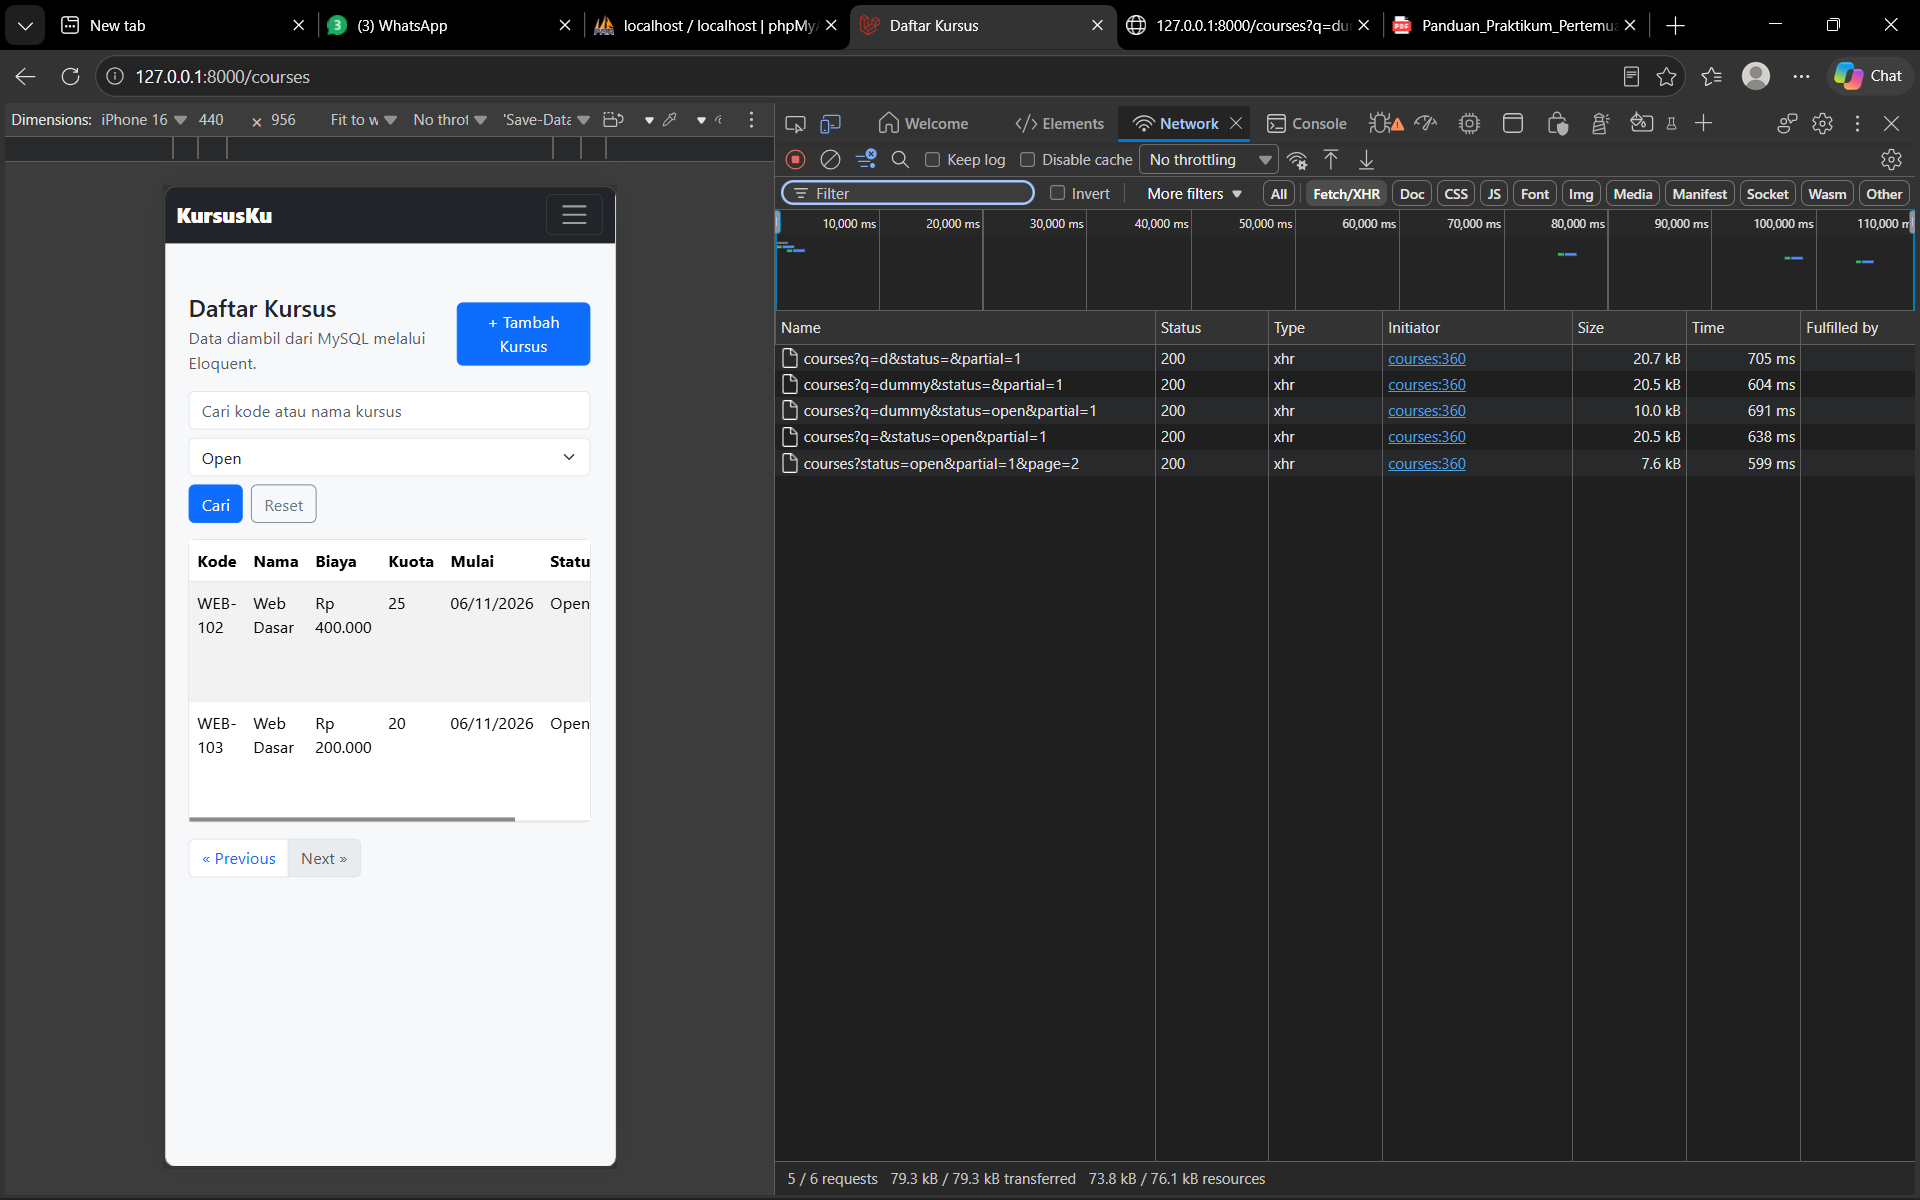 New tab
3
(3) WhatsApp
localhost / localhost | phpMyA
Daftar Kursus
127.0.0.1:8000/courses?q=du
PDF
Panduan_Praktikum_Pertemua
127.0.0.1:8000/courses
Chat
Dimensions: iPhone 16
440
×
956
Fit to w
No throt
'Save-Data
Welcome
Elements
Network
Console
Keep log
Disable cache
No throttling
Filter
Invert
More filters
All
Fetch/XHR
Doc
CSS
JS
Font
Img
Media
Manifest
Socket
Wasm
Other
10,000 ms
20,000 ms
30,000 ms
40,000 ms
50,000 ms
60,000 ms
70,000 ms
80,000 ms
90,000 ms
100,000 ms
110,000 m
Name Status Type Initiator Size Time Fulfilled by
courses?q=d&status=&partial=1 200 xhr courses:360 20.7 kB 705 ms
courses?q=dummy&status=&partial=1 200 xhr courses:360 20.5 kB 604 ms
courses?q=dummy&status=open&partial=1 200 xhr courses:360 10.0 kB 691 ms
courses?q=&status=open&partial=1 200 xhr courses:360 20.5 kB 638 ms
courses?status=open&partial=1&page=2 200 xhr courses:360 7.6 kB 599 ms
5 / 6 requests 79.3 kB / 79.3 kB transferred 73.8 kB / 76.1 kB resources
KursusKu
Daftar Kursus
Data diambil dari MySQL melalui
Eloquent.
+ Tambah
Kursus
Cari kode atau nama kursus
Open
Cari
Reset
Kode Nama Biaya Kuota Mulai Statu
WEB- Web Rp 25 06/11/2026 Open
102 Dasar 400.000
WEB- Web Rp 20 06/11/2026 Open
103 Dasar 200.000
« Previous
Next »